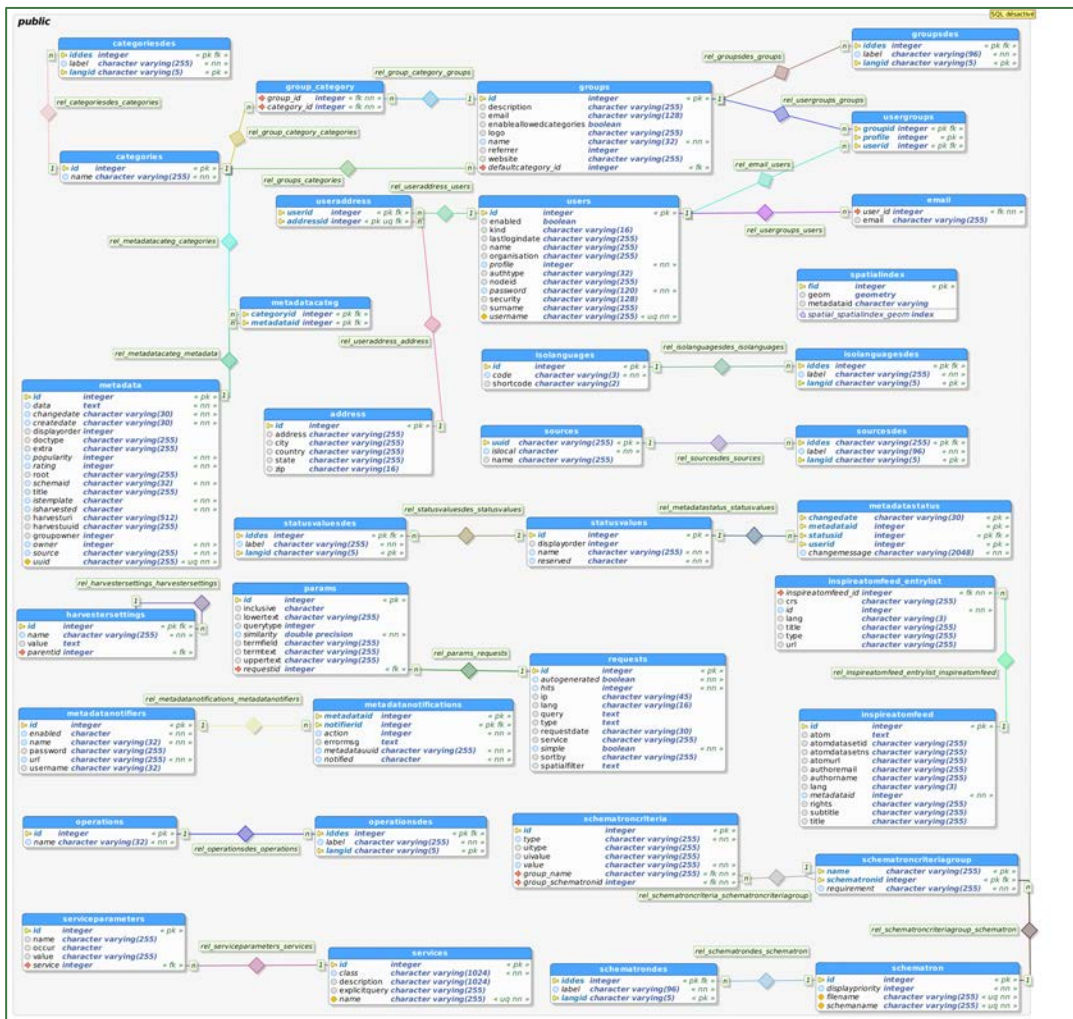 public
SQL désactivé
categoriesdes
iddes integer « pk fk »
label character varying(255) « nn »
langid character varying(5) « pk »
rel_categoriesdes_categories
categories
id integer « pk »
name character varying(255) « nn »
group_category
group_id integer « fk nn »
category_id integer « fk nn »
rel_group_category_groups
rel_group_category_categories
rel_groups_categories
groups
id integer « pk »
description character varying(255)
email character varying(128)
enableallowedcategories boolean
logo character varying(255)
name character varying(32) « nn »
referrer integer
website character varying(255)
defaultcategory_id integer « fk »
rel_groupsdes_groups
groupsdes
iddes integer « pk fk »
label character varying(96) « nn »
langid character varying(5) « pk »
rel_usergroups_groups
usergroups
groupid integer « pk fk »
profile integer « pk »
userid integer « pk fk »
rel_email_users
rel_useraddress_users
useraddress
userid integer « pk fk »
addressid integer « pk uq fk »
users
id integer « pk »
enabled boolean
kind character varying(16)
lastlogindate character varying(255)
name character varying(255)
organisation character varying(255)
profile integer « nn »
authtype character varying(32)
nodeid character varying(255)
password character varying(120) « nn »
security character varying(128)
surname character varying(255)
username character varying(255) « uq nn »
email
user_id integer « fk nn »
email character varying(255)
rel_usergroups_users
rel_metadatacateg_categories
spatialindex
fid integer « pk »
geom geometry
metadataid character varying
spatial_spatialindex_geom index
metadatacateg
categoryid integer « pk fk »
metadataid integer « pk fk »
rel_useraddress_address
rel_metadatacateg_metadata
isolanguages
id integer « pk »
code character varying(3) « nn »
shortcode character varying(2)
rel_isolanguagesdes_isolanguages
isolanguagesdes
iddes integer « pk fk »
label character varying(255) « nn »
langid character varying(5) « pk »
metadata
id integer « pk »
data text « nn »
changedate character varying(30) « nn »
createdate character varying(30) « nn »
displayorder integer
doctype character varying(255)
extra character varying(255)
popularity integer « nn »
rating integer « nn »
root character varying(255)
schemaid character varying(32) « nn »
title character varying(255)
istemplate character « nn »
isharvested character « nn »
harvesturi character varying(512)
harvestuuid character varying(255)
groupowner integer
owner integer « nn »
source character varying(255) « nn »
uuid character varying(255) « uq nn »
address
id integer « pk »
address character varying(255)
city character varying(255)
country character varying(255)
state character varying(255)
zip character varying(16)
sources
uuid character varying(255) « pk »
islocal character « nn »
name character varying(255)
rel_sourcesdes_sources
sourcesdes
iddes character varying(255) « pk fk »
label character varying(96) « nn »
langid character varying(5) « pk »
statusvaluesdes
iddes integer « pk fk »
label character varying(255) « nn »
langid character varying(5) « pk »
rel_statusvaluesdes_statusvalues
statusvalues
id integer « pk »
displayorder integer
name character varying(255) « nn »
reserved character « nn »
rel_metadatastatus_statusvalues
metadatastatus
changedate character varying(30) « pk »
metadataid integer « pk »
statusid integer « pk fk »
userid integer « pk »
changemessage character varying(2048) « nn »
rel_harvestersettings_harvestersettings
harvestersettings
id integer « pk fk »
name character varying(255) « nn »
value text
parentid integer « fk »
params
id integer « pk »
inclusive character
lowertext character varying(255)
querytype integer
similarity double precision « nn »
termfield character varying(255)
termtext character varying(255)
uppertext character varying(255)
requestid integer « fk »
rel_params_requests
requests
id integer « pk »
autogenerated boolean « nn »
hits integer « nn »
ip character varying(45)
lang character varying(16)
query text
type text
requestdate character varying(30)
service character varying(255)
simple boolean « nn »
sortby character varying(255)
spatialfilter text
inspireatomfeed_entrylist
inspireatomfeed_id integer « fk nn »
crs character varying(255)
id integer « nn »
lang character varying(3)
title character varying(255)
type character varying(255)
url character varying(255)
rel_inspireatomfeed_entrylist_inspireatomfeed
inspireatomfeed
id integer « pk »
atom text
atomdatasetid character varying(255)
atomdatasetns character varying(255)
atomurl character varying(255)
authoremail character varying(255)
authorname character varying(255)
lang character varying(3)
metadataid integer « nn »
rights character varying(255)
subtitle character varying(255)
title character varying(255)
rel_metadatanotifications_metadatanotifiers
metadatanotifiers
id integer « pk »
enabled character « nn »
name character varying(32) « nn »
password character varying(255)
url character varying(255) « nn »
username character varying(32)
metadatanotifications
metadataid integer « pk »
notifierid integer « pk fk »
action integer « nn »
errormsg text
metadatauuid character varying(255) « nn »
notified character « nn »
operations
id integer « pk »
name character varying(32) « nn »
rel_operationsdes_operations
operationsdes
iddes integer « pk fk »
label character varying(255) « nn »
langid character varying(5) « pk »
schematroncriteria
id integer « pk »
type character varying(255) « nn »
uitype character varying(255)
uivalue character varying(255)
value character varying(255) « nn »
group_name character varying(255) « fk nn »
group_schematronid integer « fk nn »
rel_schematroncriteria_schematroncriteriagroup
schematroncriteriagroup
name character varying(255) « pk »
schematronid integer « pk fk »
requirement character varying(255) « nn »
rel_schematroncriteriagroup_schematron
serviceparameters
id integer « pk »
name character varying(255)
occur character
value character varying(255)
service integer « fk »
rel_serviceparameters_services
services
id integer « pk »
class character varying(1024) « nn »
description character varying(1024)
explicitquery character varying(255)
name character varying(255) « uq nn »
schematrondes
iddes integer « pk fk »
label character varying(96) « nn »
langid character varying(5) « pk »
rel_schematrondes_schematron
schematron
id integer « pk »
displaypriority integer « nn »
filename character varying(255) « uq nn »
schemaname character varying(255) « uq nn »